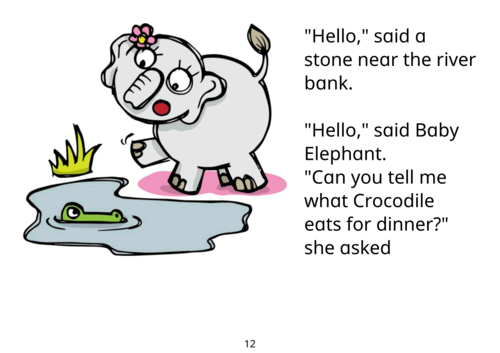 "Hello," said a
stone near the river
bank.
"Hello," said Baby
Elephant.
"Can you tell me
what Crocodile
eats for dinner?"
she asked
12